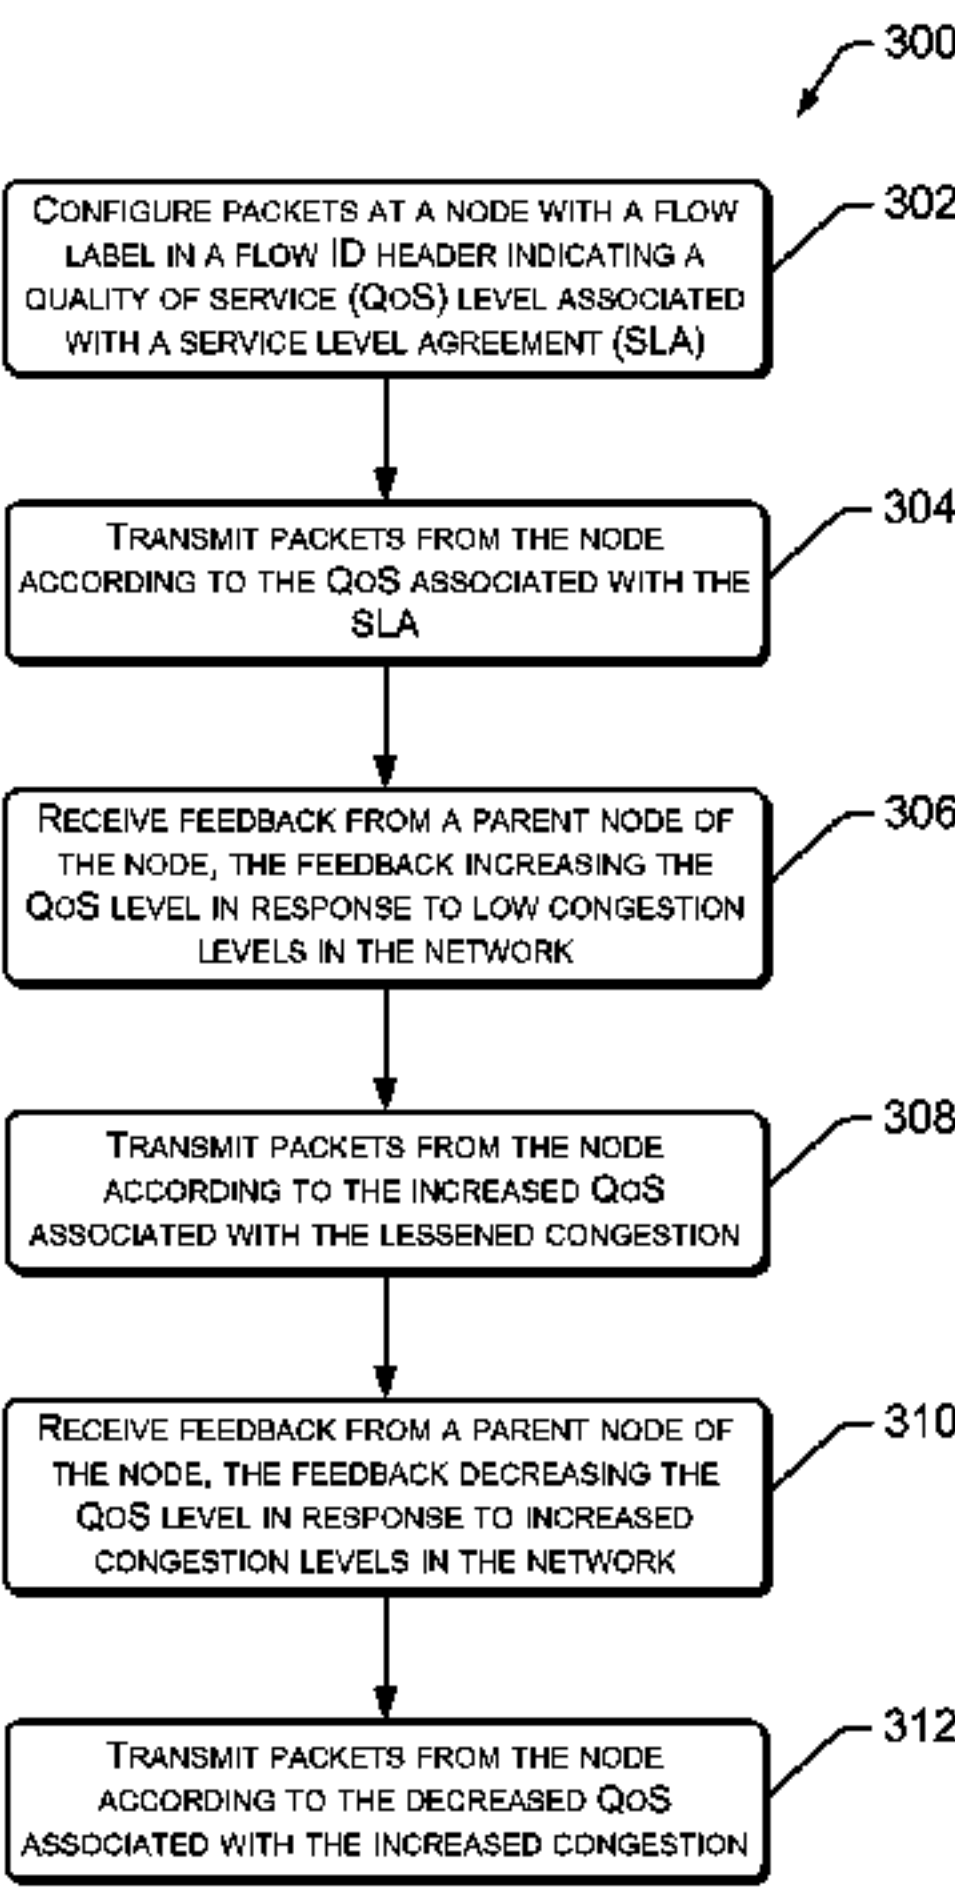 300
CONFIGURE PACKETS AT A NODE WITH A FLOW
LABEL IN A FLOW ID HEADER INDICATING A
QUALITY OF SERVICE (QOS) LEVEL ASSOCIATED
WITH A SERVICE LEVEL AGREEMENT (SLA)
302
TRANSMIT PACKETS FROM THE NODE
ACCORDING TO THE QOS ASSOCIATED WITH THE
SLA
304
RECEIVE FEEDBACK FROM A PARENT NODE OF
THE NODE, THE FEEDBACK INCREASING THE
QOS LEVEL IN RESPONSE TO LOW CONGESTION
LEVELS IN THE NETWORK
306
TRANSMIT PACKETS FROM THE NODE
ACCORDING TO THE INCREASED QOS
ASSOCIATED WITH THE LESSENED CONGESTION
308
RECEIVE FEEDBACK FROM A PARENT NODE OF
THE NODE, THE FEEDBACK DECREASING THE
QOS LEVEL IN RESPONSE TO INCREASED
CONGESTION LEVELS IN THE NETWORK
310
TRANSMIT PACKETS FROM THE NODE
ACCORDING TO THE DECREASED QOS
ASSOCIATED WITH THE INCREASED CONGESTION
312